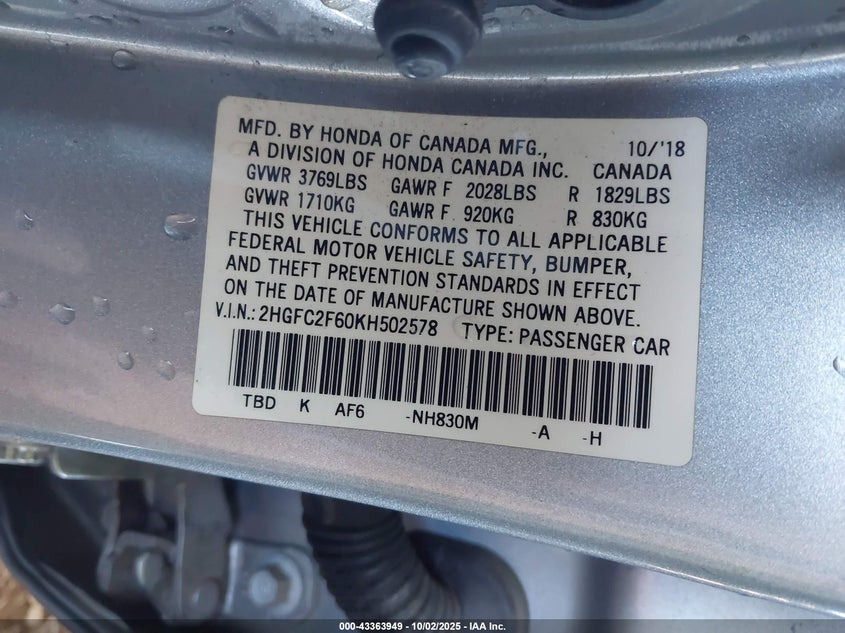 MFD. BY HONDA OF CANADA MFG., 10/'18
A DIVISION OF HONDA CANADA INC. CANADA
GVWR 3769LBS GAWR F 2028LBS R 1829LBS
GVWR 1710KG GAWR F 920KG R 830KG
THIS VEHICLE CONFORMS TO ALL APPLICABLE
FEDERAL MOTOR VEHICLE SAFETY, BUMPER,
AND THEFT PREVENTION STANDARDS IN EFFECT
ON THE DATE OF MANUFACTURE SHOWN ABOVE.
V.I.N.: 2HGFC2F60KH502578 TYPE: PASSENGER CAR
TBD K AF6 -NH830M -A -H
000-43363949 | 10/02/2025 | IAA Inc.